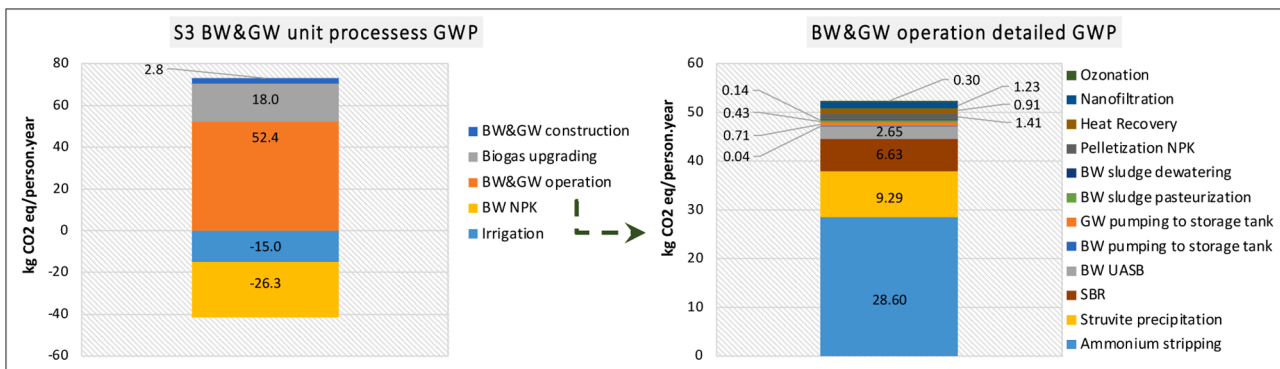 S3 BW&GW unit processess GWP
kg CO2 eq/person.year
80
60
40
20
0
-20
-40
-60
2.8
18.0
52.4
-15.0
-26.3
BW&GW construction
Biogas upgrading
BW&GW operation
BW NPK
Irrigation
BW&GW operation detailed GWP
kg CO2 eq/person.year
60
50
40
30
20
10
0
0.14
0.43
0.71
0.04
0.30
1.23
0.91
1.41
2.65
6.63
9.29
28.60
Ozonation
Nanofiltration
Heat Recovery
Pelletization NPK
BW sludge dewatering
BW sludge pasteurization
GW pumping to storage tank
BW pumping to storage tank
BW UASB
SBR
Struvite precipitation
Ammonium stripping